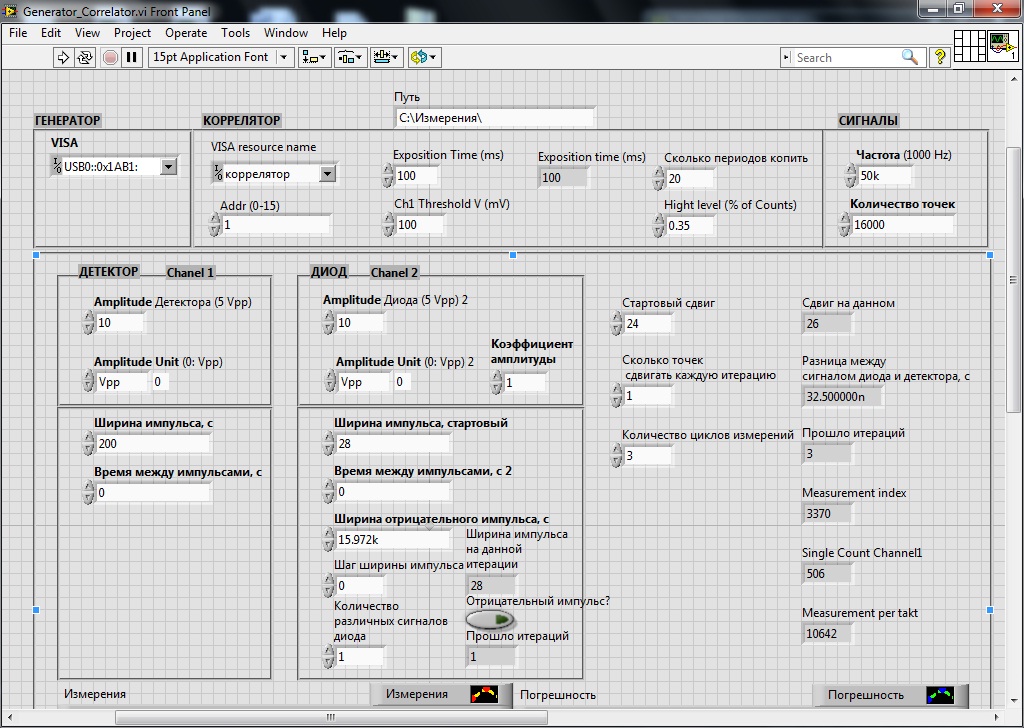 Generator_Correlator.vi Front Panel
File Edit View Project Operate Tools Window Help
15pt Application Font
Search
1
Путь
C:\Измерения\
ГЕНЕРАТОР
VISA
USB0::0x1AB1:
КОРРЕЛЯТОР
VISA resource name
коррелятор
Addr (0-15)
1
Exposition Time (ms)
100
Ch1 Threshold V (mV)
100
Exposition time (ms)
100
Сколько периодов копить
20
Hight level (% of Counts)
0.35
СИГНАЛЫ
Частота (1000 Hz)
50k
Количество точек
16000
ДЕТЕКТОР Chanel 1
Amplitude Детектора (5 Vpp)
10
Amplitude Unit (0: Vpp)
Vpp 0
Ширина импульса, с
200
Время между импульсами, с
0
ДИОД Chanel 2
Amplitude Диода (5 Vpp) 2
10
Amplitude Unit (0: Vpp) 2
Vpp 0
Коэффициент
амплитуды
1
Ширина импульса, стартовый
28
Время между импульсами, с 2
0
Ширина отрицательного импульса, с
15.972k
Шаг ширины импульса
0
Количество
различных сигналов
диода
1
Ширина импульса
на данной
итерации
28
Отрицательный импульс?
Прошло итераций
1
Стартовый сдвиг
24
Сколько точек
сдвигать каждую итерацию
1
Количество циклов измерений
3
Сдвиг на данном
26
Разница между
сигналом диода и детектора, с
32.500000n
Прошло итераций
3
Measurement index
3370
Single Count Channel1
506
Measurement per takt
10642
Измерения
Измерения
Погрешность
Погрешность